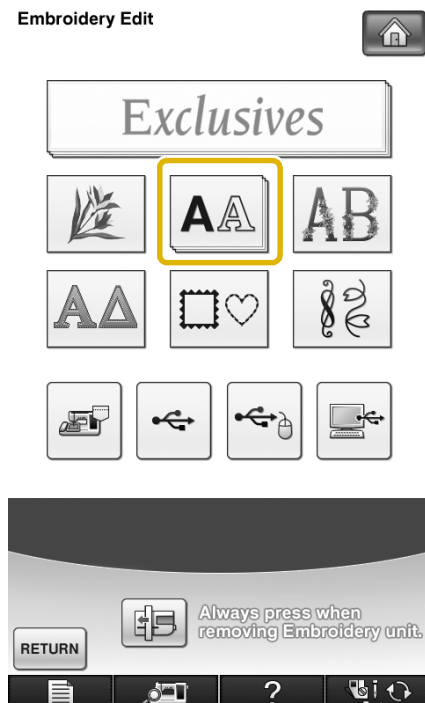 Embroidery Edit
Exclusives
AA
AB
AΔ
Always press when
removing Embroidery unit.
RETURN
?
i